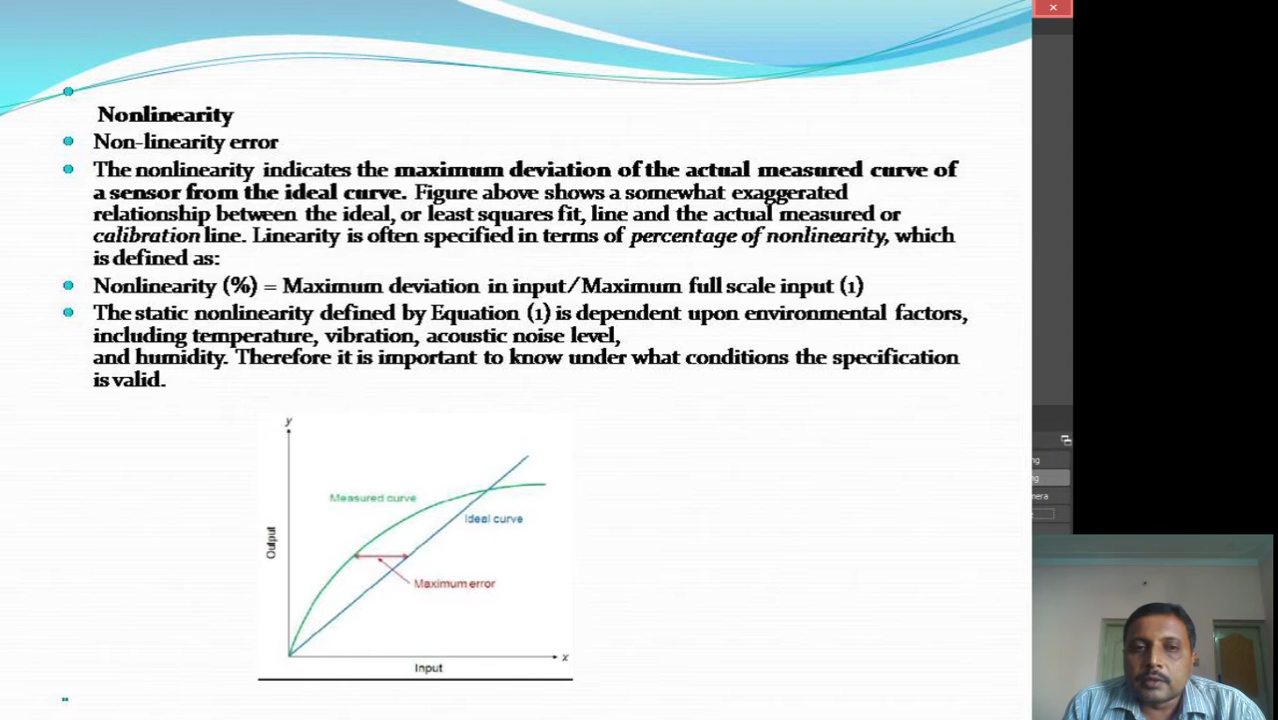 Nonlinearity
Non-linearity error
The nonlinearity indicates the maximum deviation of the actual measured curve of
a sensor from the ideal curve. Figure above shows a somewhat exaggerated
relationship between the ideal, or least squares fit, line and the actual measured or
calibration line. Linearity is often specified in terms of percentage of nonlinearity, which
is defined as:
Nonlinearity (%) = Maximum deviation in input/Maximum full scale input (1)
The static nonlinearity defined by Equation (1) is dependent upon environmental factors,
including temperature, vibration, acoustic noise level,
and humidity. Therefore it is important to know under what conditions the specification
is valid.
y
Measured curve
Ideal curve
Output
Maximum error
x
Input
ng
ng
mera